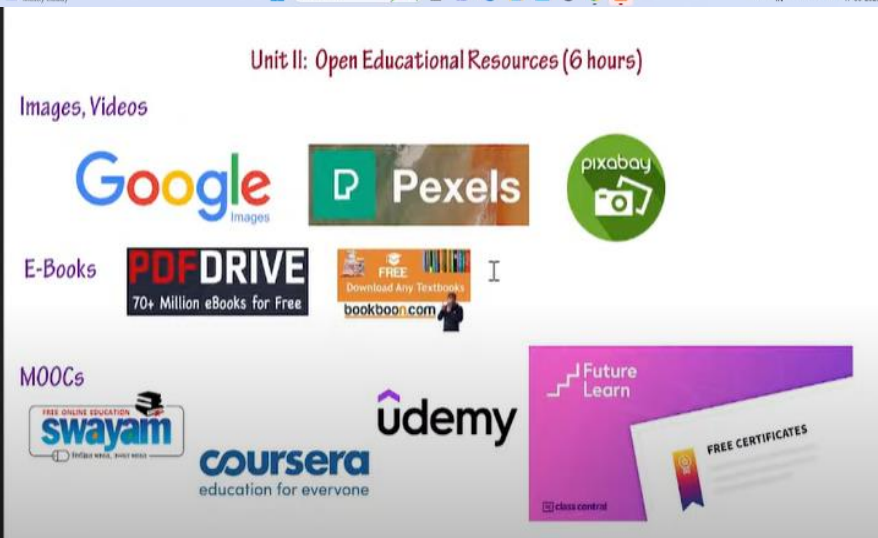 Unit II: Open Educational Resources (6 hours)
Images, Videos
Google
Images
Pexels
pixabay
E-Books
PDFDRIVE
70+ Million eBooks for Free
FREE
Download Any Textbooks
bookboon.com
MOOCs
FREE ONLINE EDUCATION
swayam
coursera
education for everyone
udemy
Future
Learn
FREE CERTIFICATES
class central